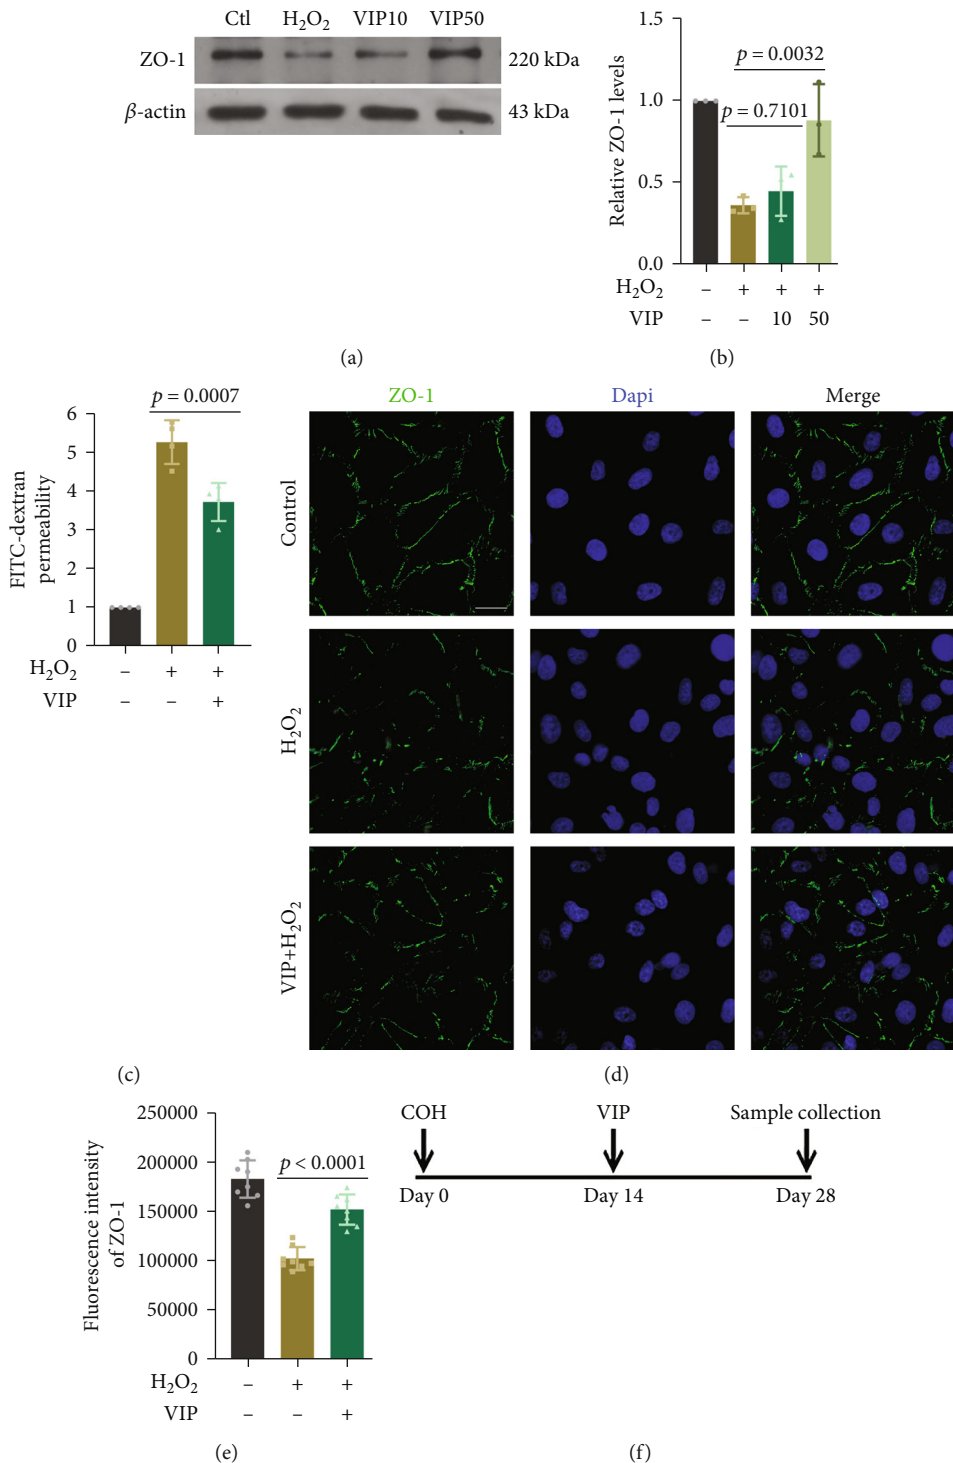 Ctl H₂O₂ VIP10 VIP50
ZO-1 220 kDa
β-actin 43 kDa
(a)
Relative ZO-1 levels
1.5
1.0
0.5
0.0
p = 0.0032
p = 0.7101
H₂O₂ – + + +
VIP – – 10 50
(b)
FITC-dextran
permeability
6
5
4
3
2
1
0
p = 0.0007
H₂O₂ – + +
VIP – – +
(c)
ZO-1 Dapi Merge
Control
H₂O₂
VIP+H₂O₂
(d)
Fluorescence intensity
of ZO-1
250000
200000
150000
100000
50000
0
p < 0.0001
H₂O₂ – + +
VIP – – +
(e)
COH VIP Sample collection
Day 0 Day 14 Day 28
(f)